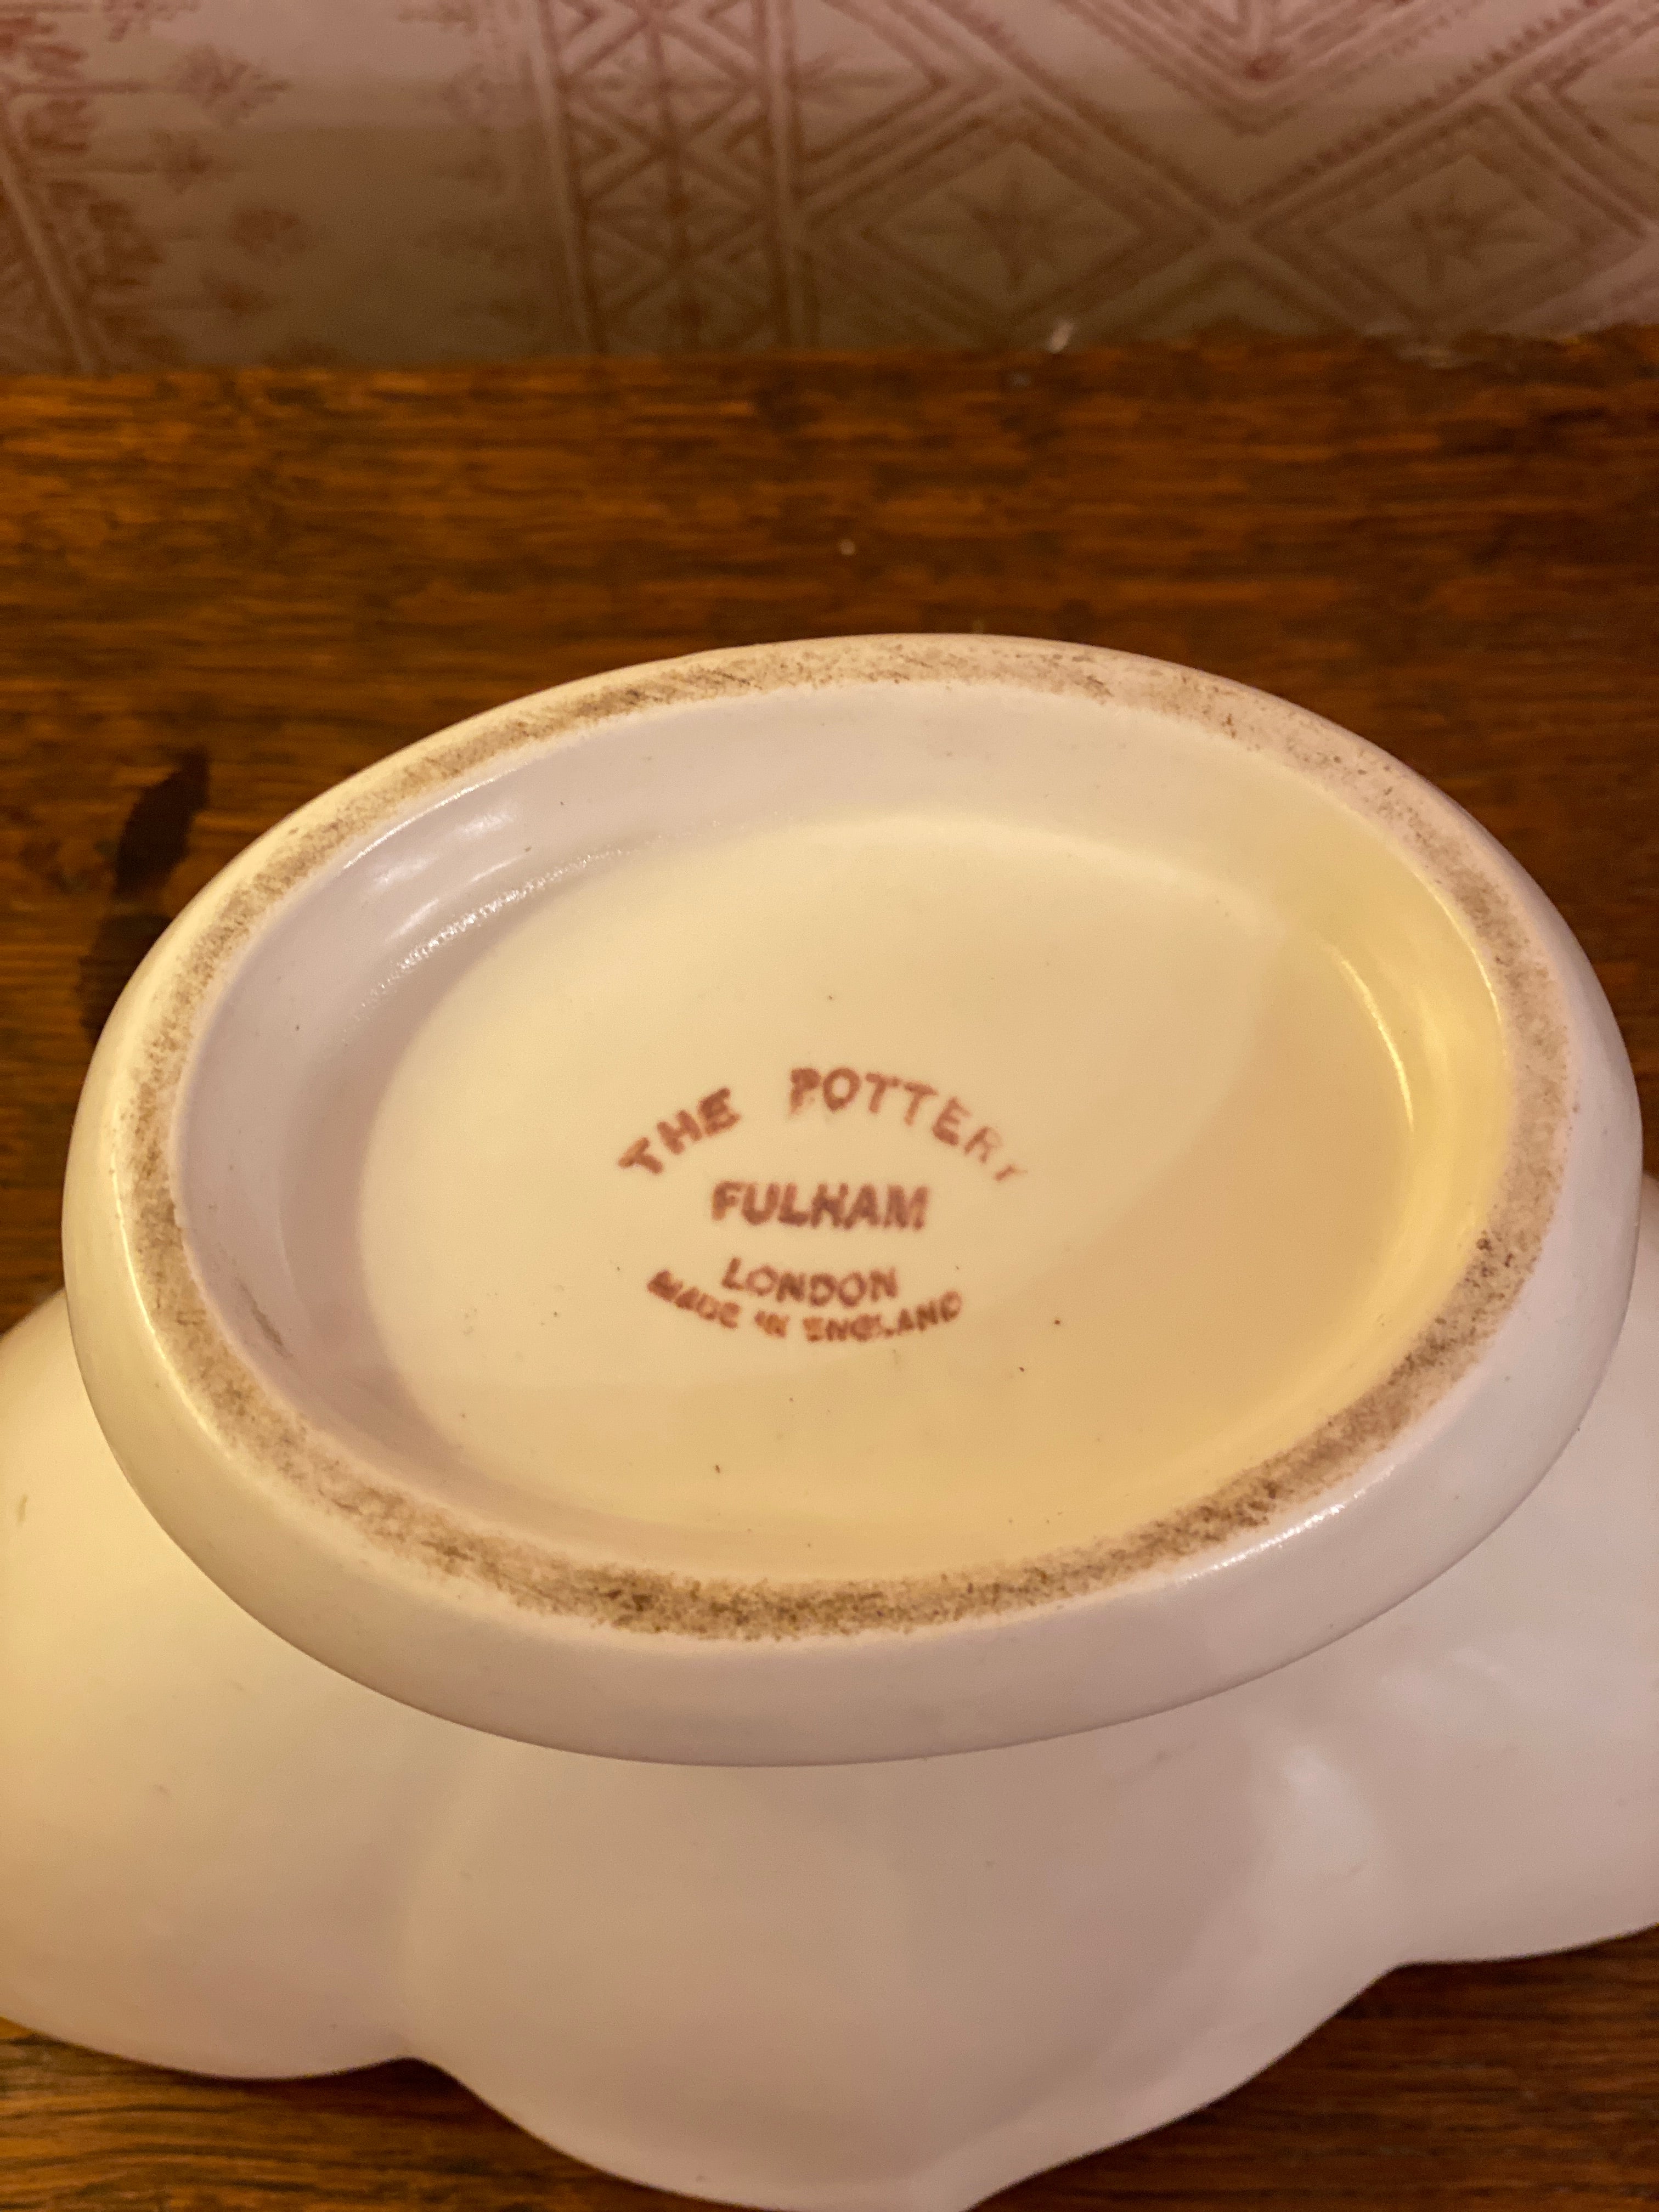 THE POTTERY
FULHAM
LONDON
MADE IN ENGLAND